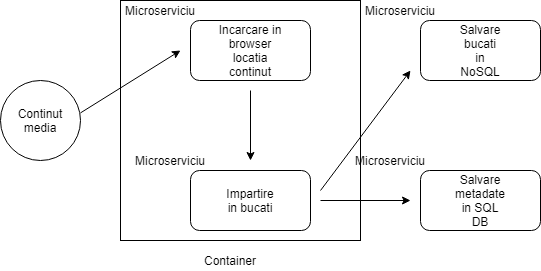 Microserviciu
Microserviciu
Incarcare in
browser
locatia
continut
Salvare
bucati
in
NoSQL
Continut
media
Microserviciu
Microserviciu
Impartire
in bucati
Salvare
metadate
in SQL
DB
Container